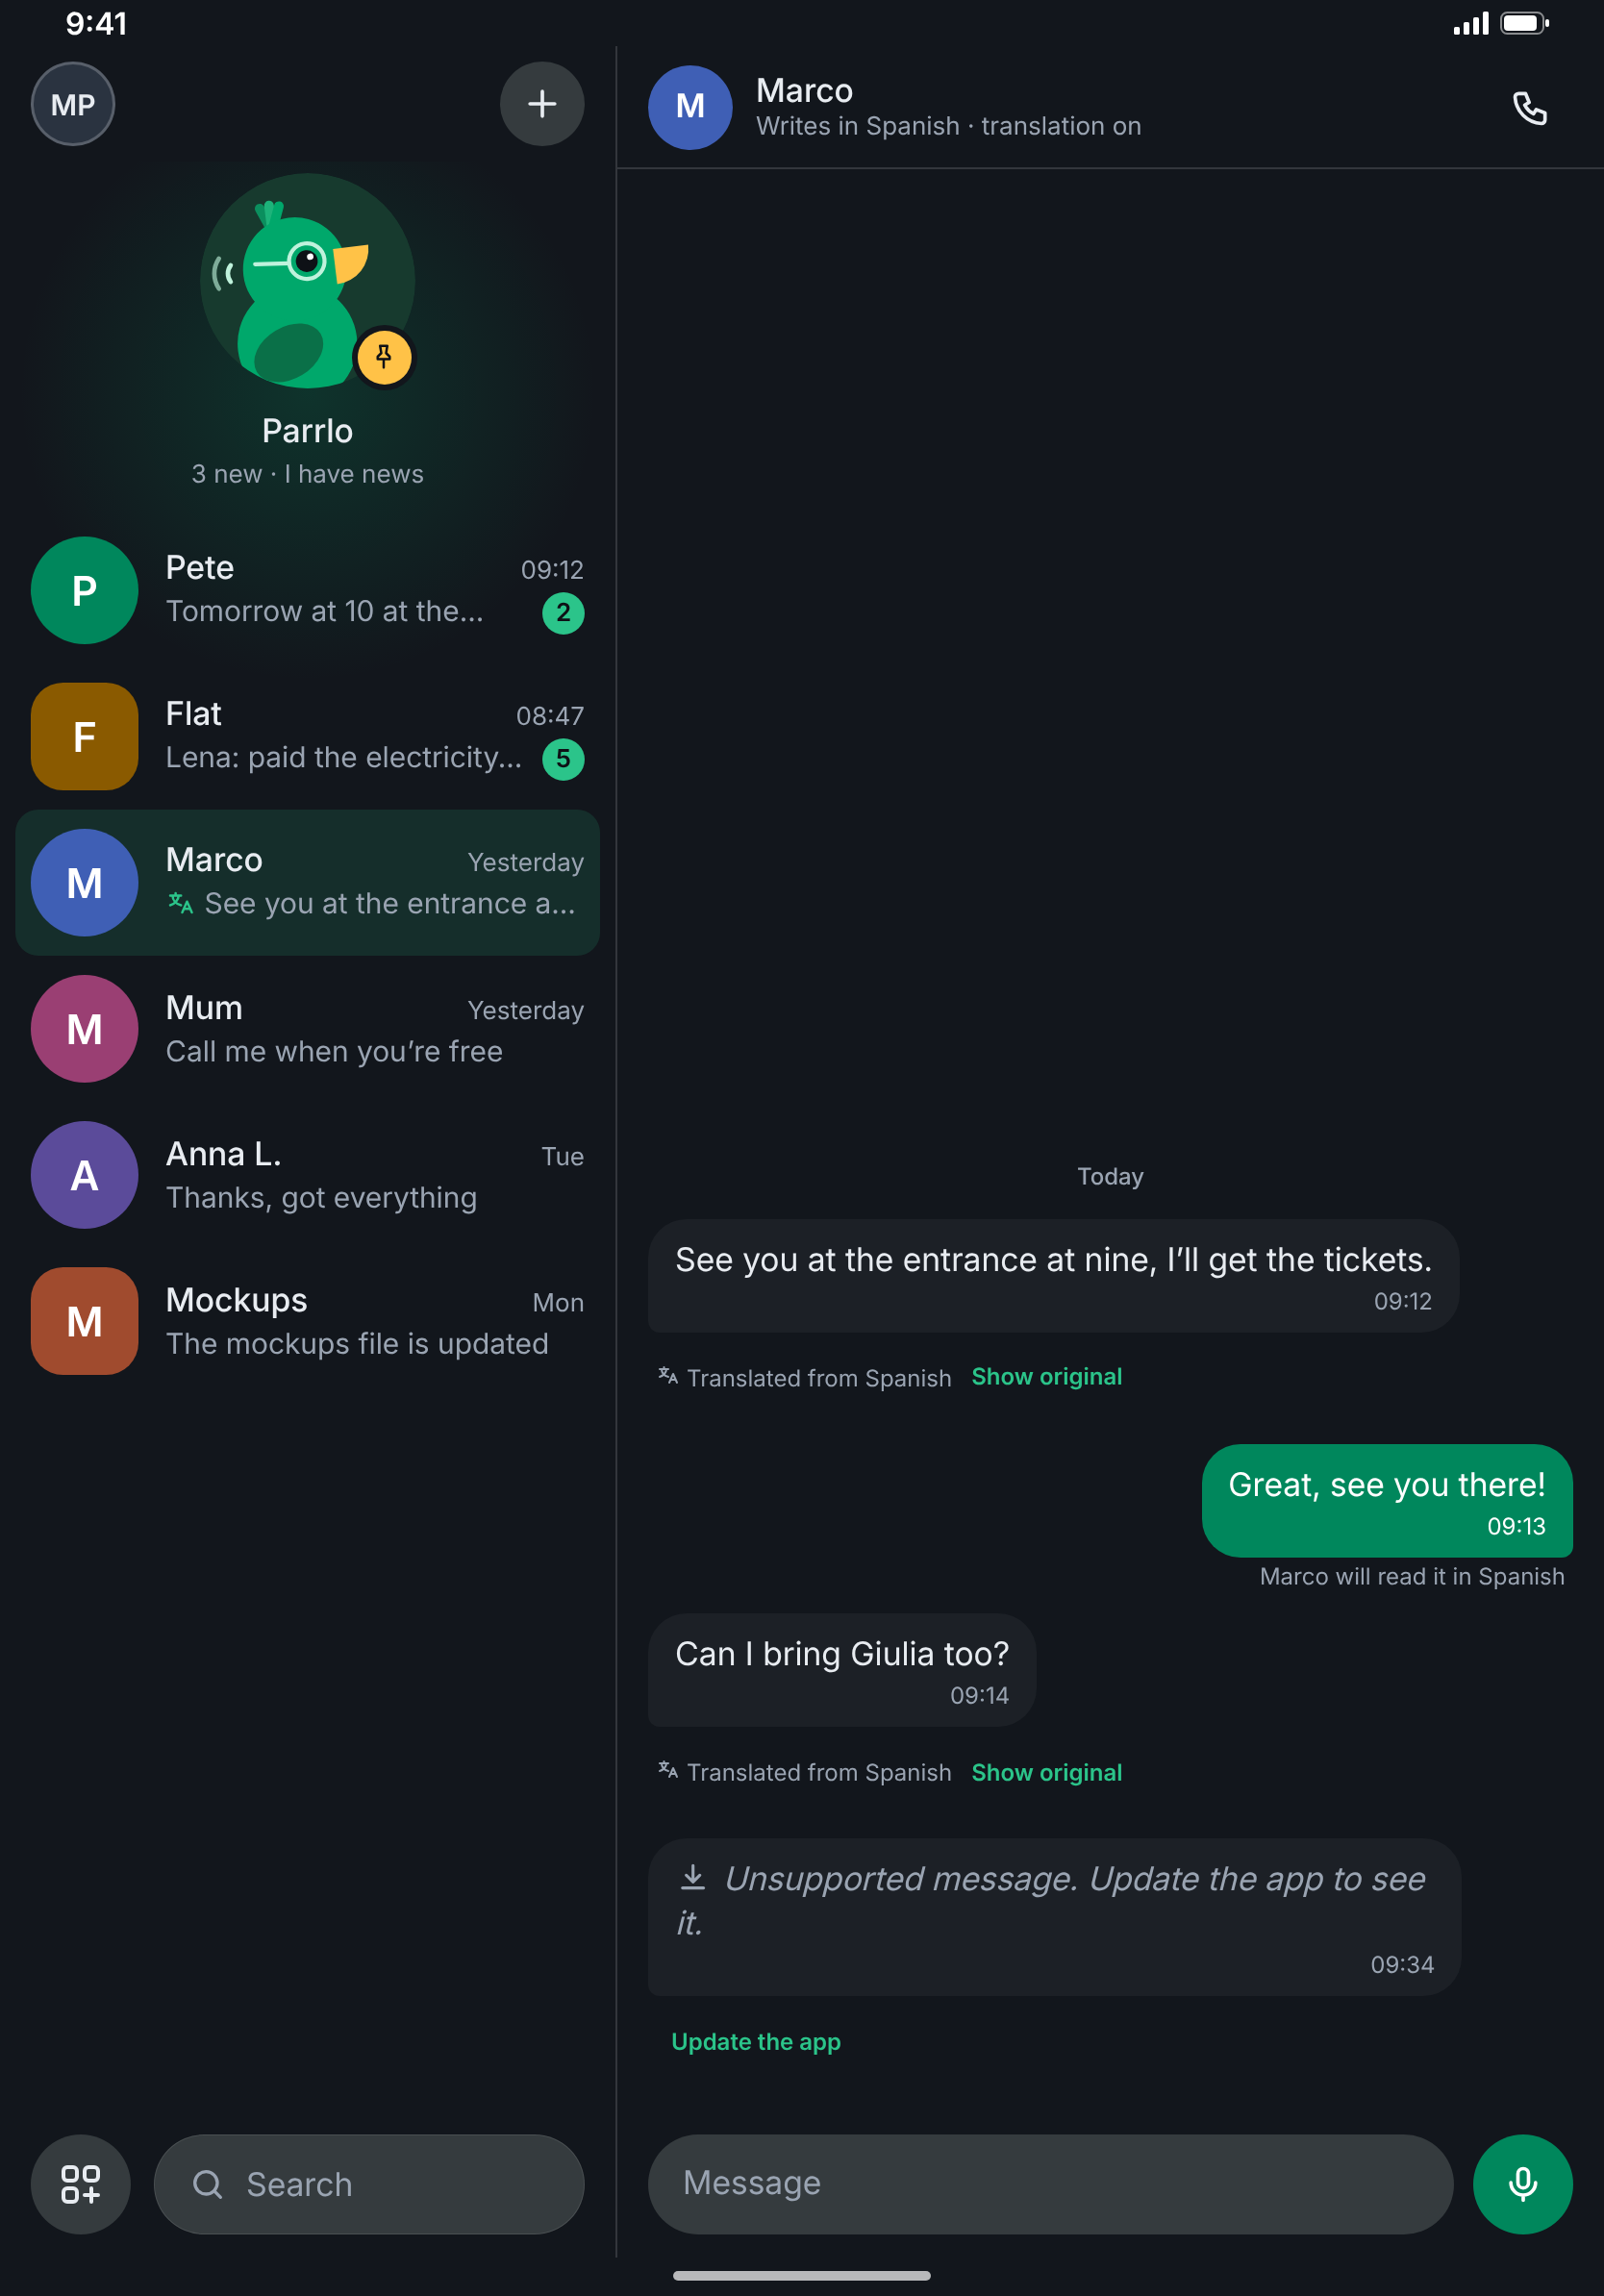 9:41
MP
Parrlo
3 new · I have news
P
Pete
09:12
Tomorrow at 10 at the…
2
F
Flat
08:47
Lena: paid the electricity…
5
M
Marco
Yesterday
See you at the entrance a…
M
Mum
Yesterday
Call me when you’re free
A
Anna L.
Tue
Thanks, got everything
M
Mockups
Mon
The mockups file is updated
Search
M
Marco
Writes in Spanish · translation on
Today
See you at the entrance at nine, I’ll get the tickets.
09:12
Translated from Spanish Show original
Great, see you there!
09:13
Marco will read it in Spanish
Can I bring Giulia too?
09:14
Translated from Spanish Show original
Unsupported message. Update the app to see
it.
09:34
Update the app
Message